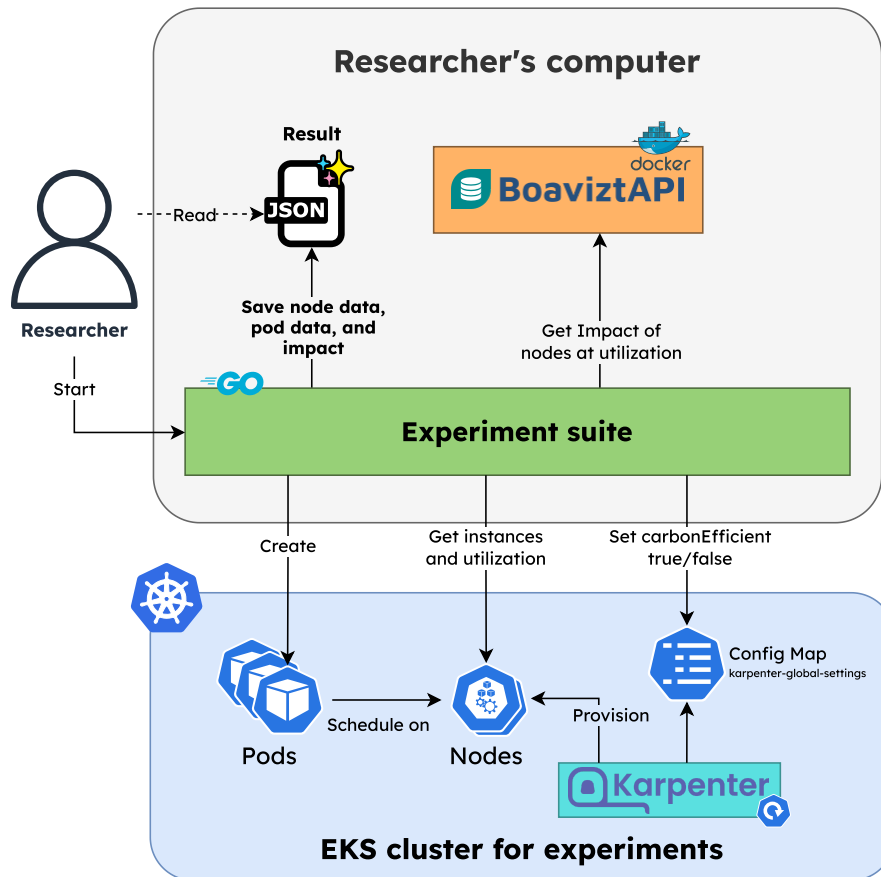 Researcher's computer
Result
docker
BoaviztAPI
JSON
Read
Researcher
Save node data,
pod data, and
impact
Get Impact of
nodes at utilization
Start
GO
Experiment suite
Create
Get instances
and utilization
Set carbonEfficient
true/false
Config Map
karpenter-global-settings
Schedule on
Provision
Pods
Nodes
Karpenter
EKS cluster for experiments